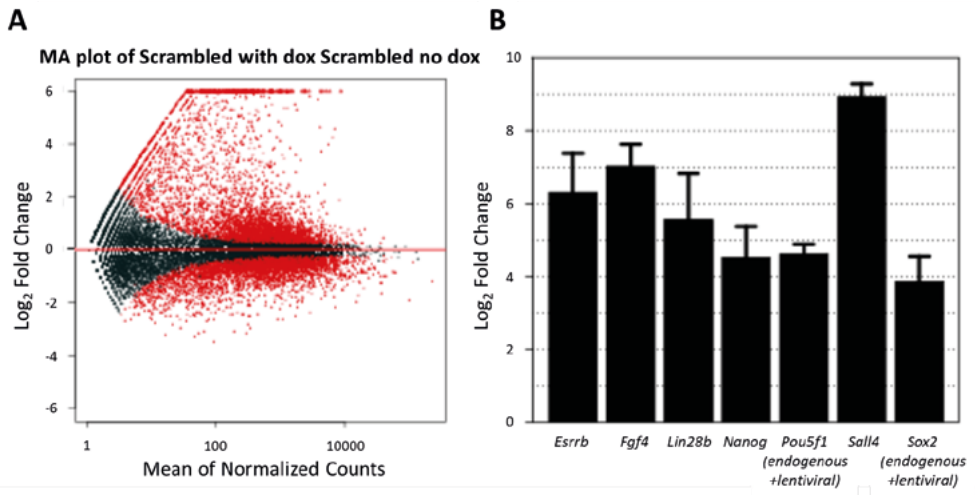 A
MA plot of Scrambled with dox Scrambled no dox
Log2 Fold Change
6
4
2
0
-2
-4
-6
1
100
10000
Mean of Normalized Counts
B
Log2 Fold Change
10
8
6
4
2
0
Esrrb
Fgf4
Lin28b
Nanog
Pou5f1
(endogenous
+lentiviral)
Sall4
Sox2
(endogenous
+lentiviral)